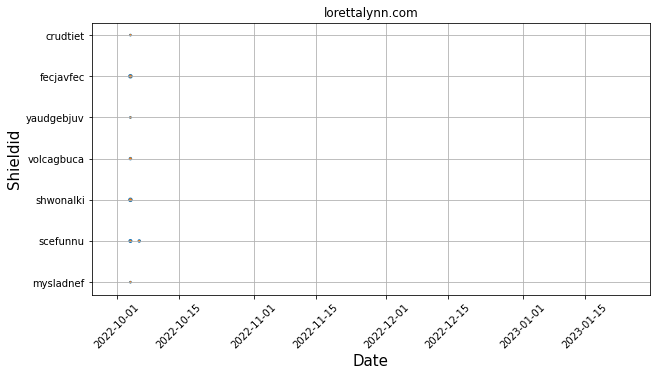 lorettalynn.com
Shieldid
crudtiet
fecjavfec
yaudgebjuv
volcagbuca
shwonalki
scefunnu
mysladnef
2022-10-01
2022-10-15
2022-11-01
2022-11-15
2022-12-01
2022-12-15
2023-01-01
2023-01-15
Date